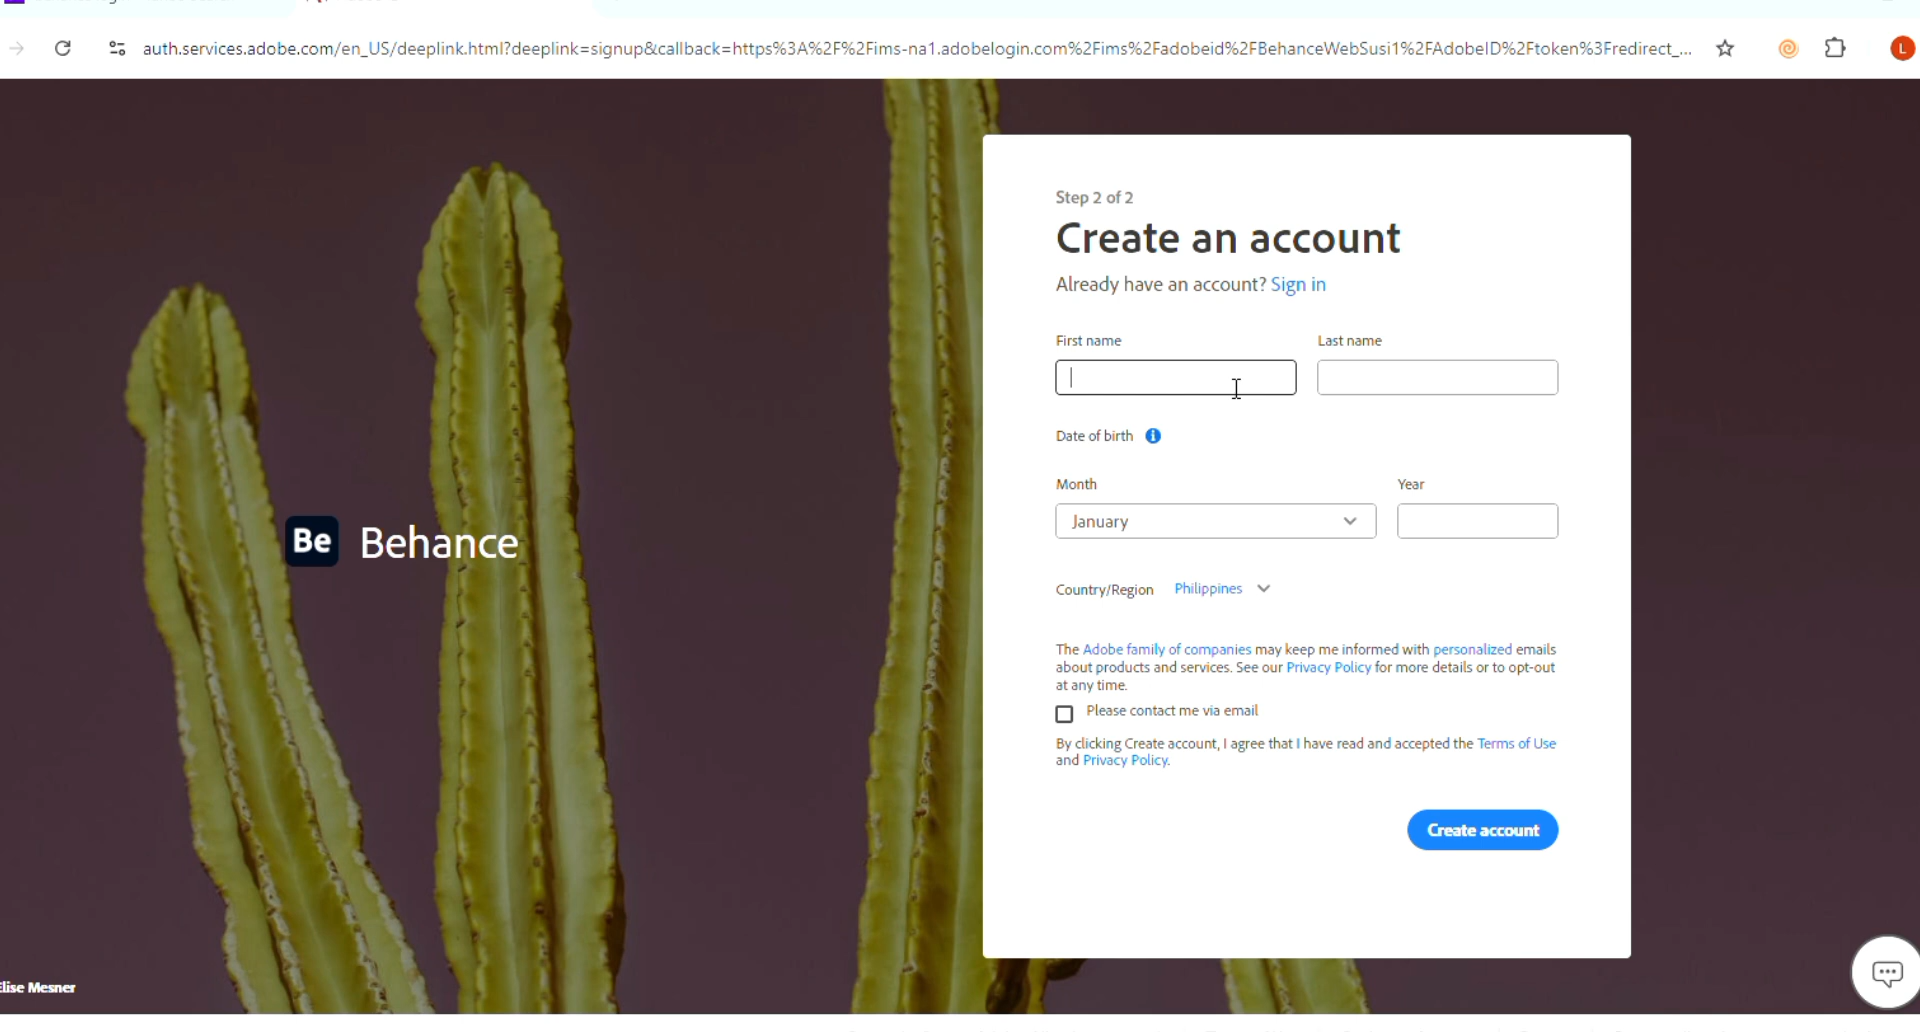 auth.services.adobe.com/en_US/deeplink.html?deeplink=signup&callback=https%3A%2F%2Fims-na1.adobelogin.com%2Fims%2Fadobeid%2FBehanceWebSusi1%2FAdobeID%2Ftoken%3Fredirect_...
L
Step 2 of 2
Create an account
Already have an account? Sign in
First name
Last name
Date of birth
Month
Year
January
Be Behance
Country/Region Philippines
The Adobe family of companies may keep me informed with personalized emails
about products and services. See our Privacy Policy for more details or to opt-out
at any time.
Please contact me via email
By clicking Create account, I agree that I have read and accepted the Terms of Use
and Privacy Policy.
Create account
Elise Mesner